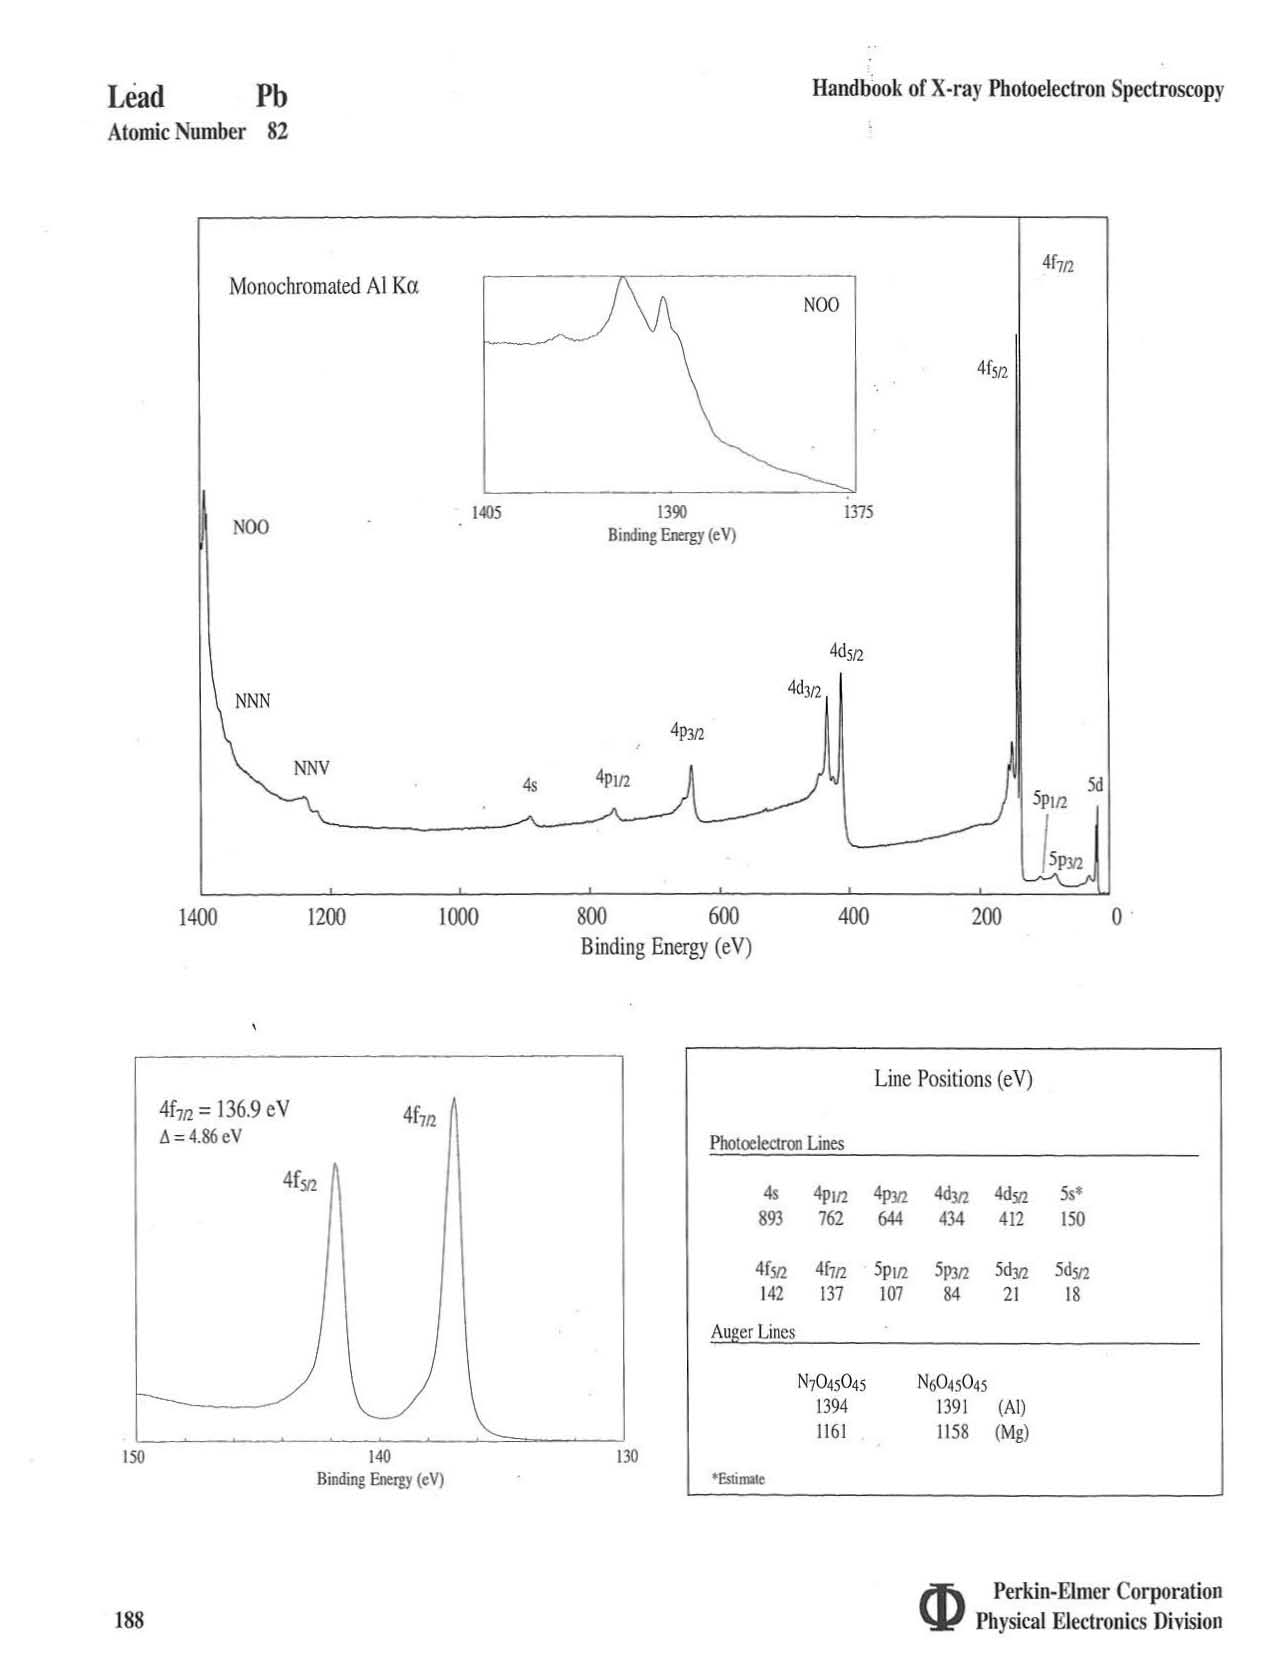 Lead Pb
Atomic Number 82
Handbook of X-ray Photoelectron Spectroscopy
Monochromated Al Kα
NOO
4f7/2
4f5/2
1405 1390 1375
Binding Energy (eV)
NOO
NNN
NNV
4s
4p1/2
4p3/2
4d3/2
4d5/2
5p1/2
5p3/2
5d
1400 1200 1000 800 600 400 200 0
Binding Energy (eV)
4f7/2 = 136.9 eV
Δ = 4.86 eV
4f5/2
4f7/2
150 140 130
Binding Energy (eV)
Line Positions (eV)
Photoelectron Lines
4s 4p1/2 4p3/2 4d3/2 4d5/2 5s*
893 762 644 434 412 150
4f5/2 4f7/2 5p1/2 5p3/2 5d3/2 5d5/2
142 137 107 84 21 18
Auger Lines
N7O45O45 N6O45O45
1394 1391 (Al)
1161 1158 (Mg)
*Estimate
188
Perkin-Elmer Corporation
Physical Electronics Division